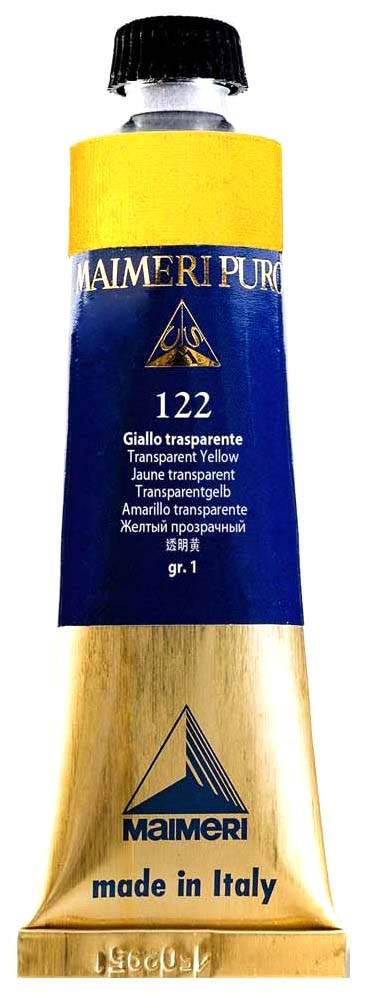 MAIMERI PURO
122
Giallo trasparente
Transparent Yellow
Jaune transparent
Transparentgelb
Amarillo transparente
Желтый прозрачный
透明黄
gr. 1
MAIMERI
made in Italy